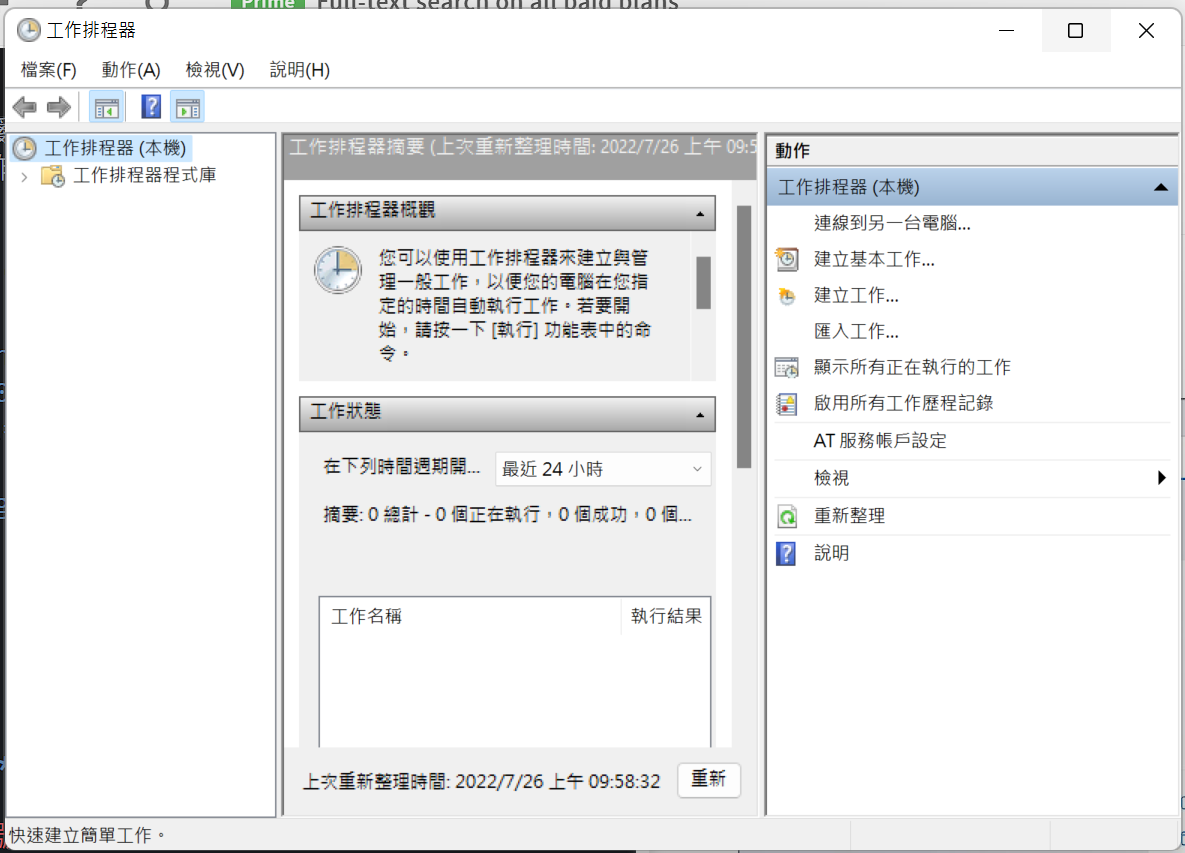 Prime Full-text search on all paid plans
工作排程器
檔案(F) 動作(A) 檢視(V) 說明(H)
工作排程器 (本機)
工作排程器程式庫
工作排程器摘要 (上次重新整理時間: 2022/7/26 上午 09:5
工作排程器概觀
您可以使用工作排程器來建立與管
理一般工作，以便您的電腦在您指
定的時間自動執行工作。若要開
始，請按一下 [執行] 功能表中的命
令。
工作狀態
在下列時間週期開... 最近 24 小時
摘要: 0 總計 - 0 個正在執行，0 個成功，0 個...
工作名稱 執行結果
上次重新整理時間: 2022/7/26 上午 09:58:32 重新
動作
工作排程器 (本機)
連線到另一台電腦...
建立基本工作...
建立工作...
匯入工作...
顯示所有正在執行的工作
啟用所有工作歷程記錄
AT 服務帳戶設定
檢視
重新整理
說明
快速建立簡單工作。